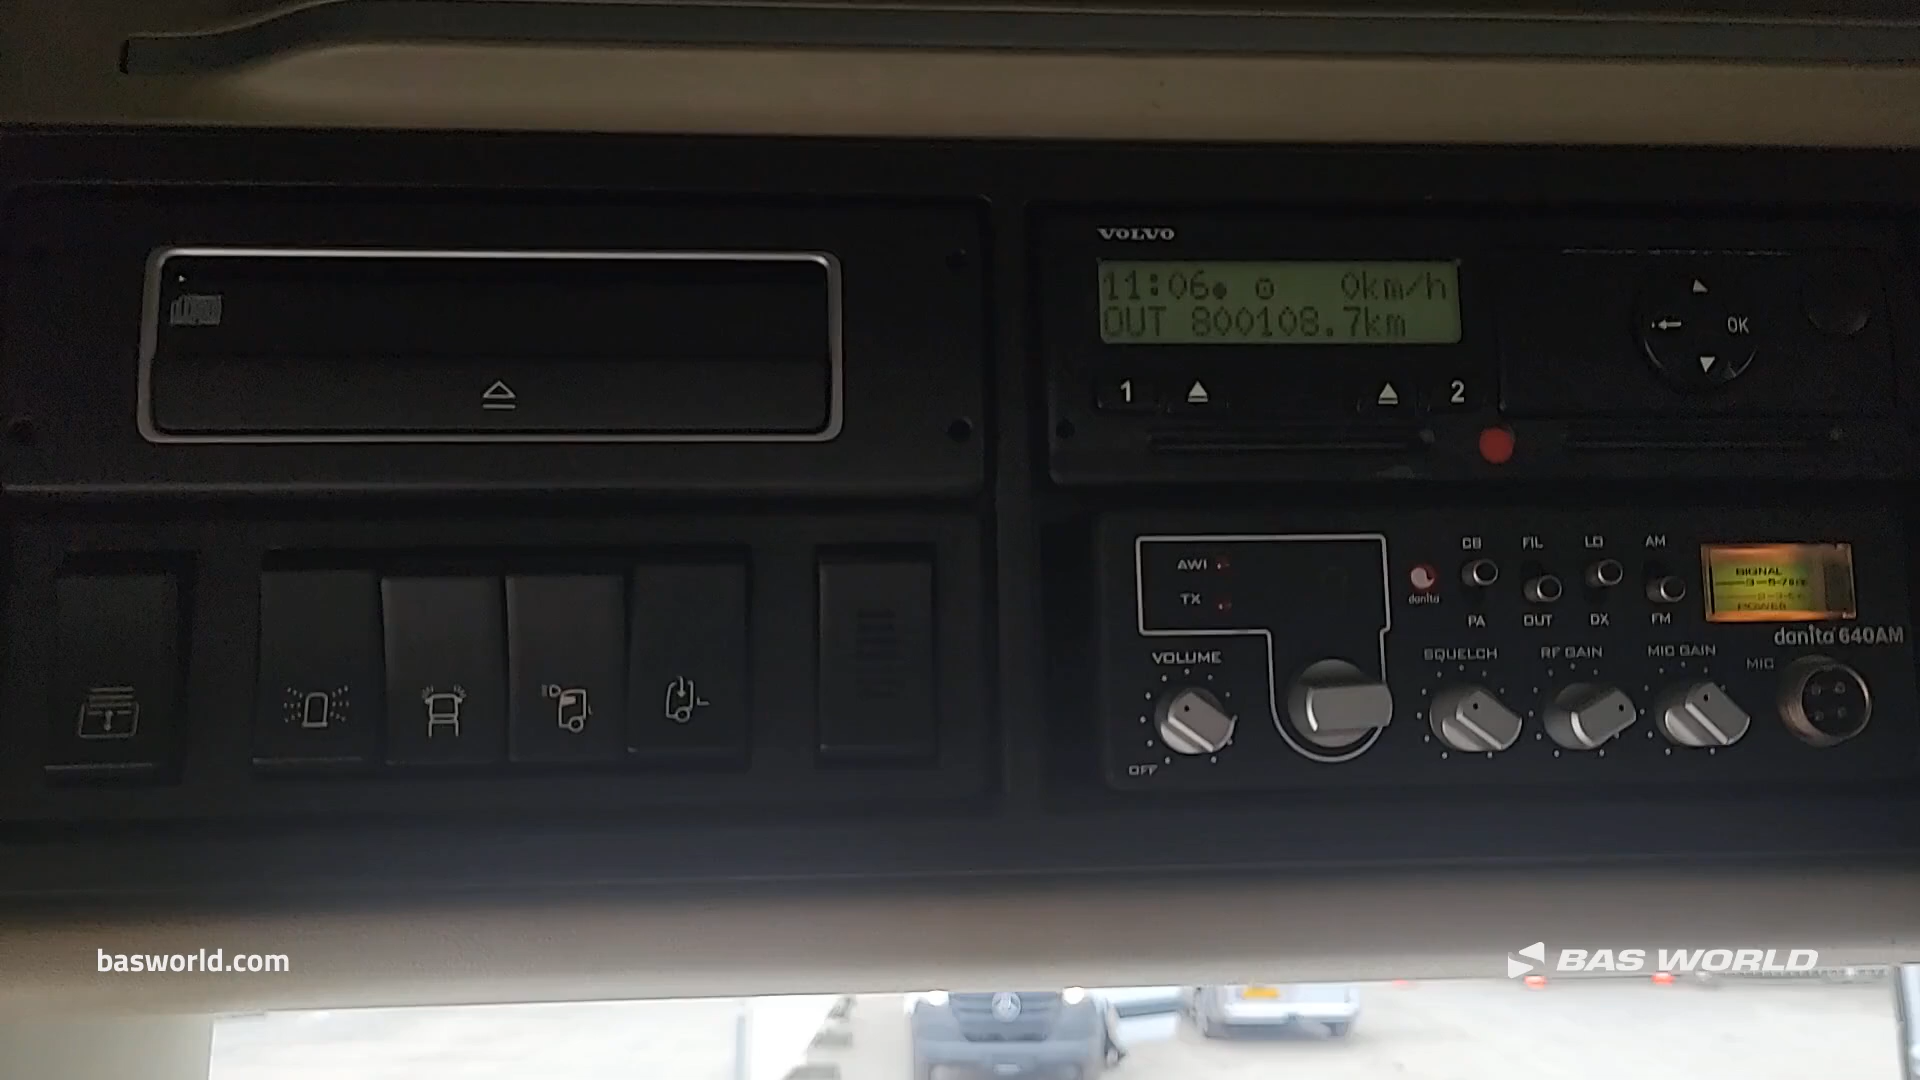 VOLVO
11:06 0km/h
OUT 800108.7km
1 2
OK
AWI
TX
VOLUME
OFF
danita
CB FIL LO AM
PA OUT DX FM
SQUELCH RF GAIN MIC GAIN MIC
SIGNAL
POWER
danita 640AM
basworld.com
BAS WORLD